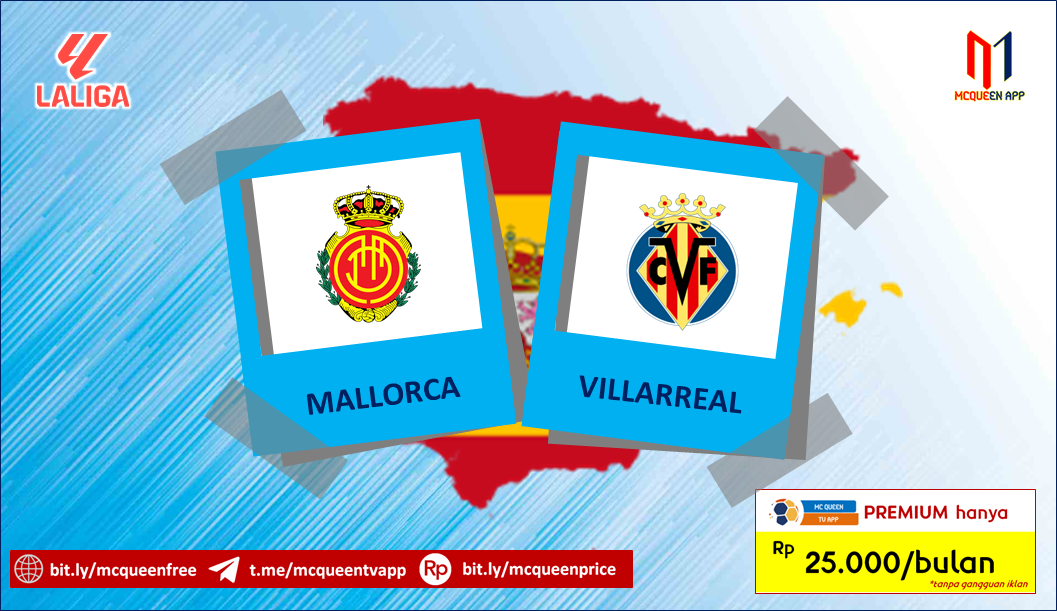 LALIGA
MCQUEEN APP
MALLORCA
VILLARREAL
CVF
MC QUEEN
TV APP
PREMIUM hanya
Rp 25.000/bulan
*tanpa gangguan iklan
bit.ly/mcqueenfree
t.me/mcqueentvapp
Rp
bit.ly/mcqueenprice